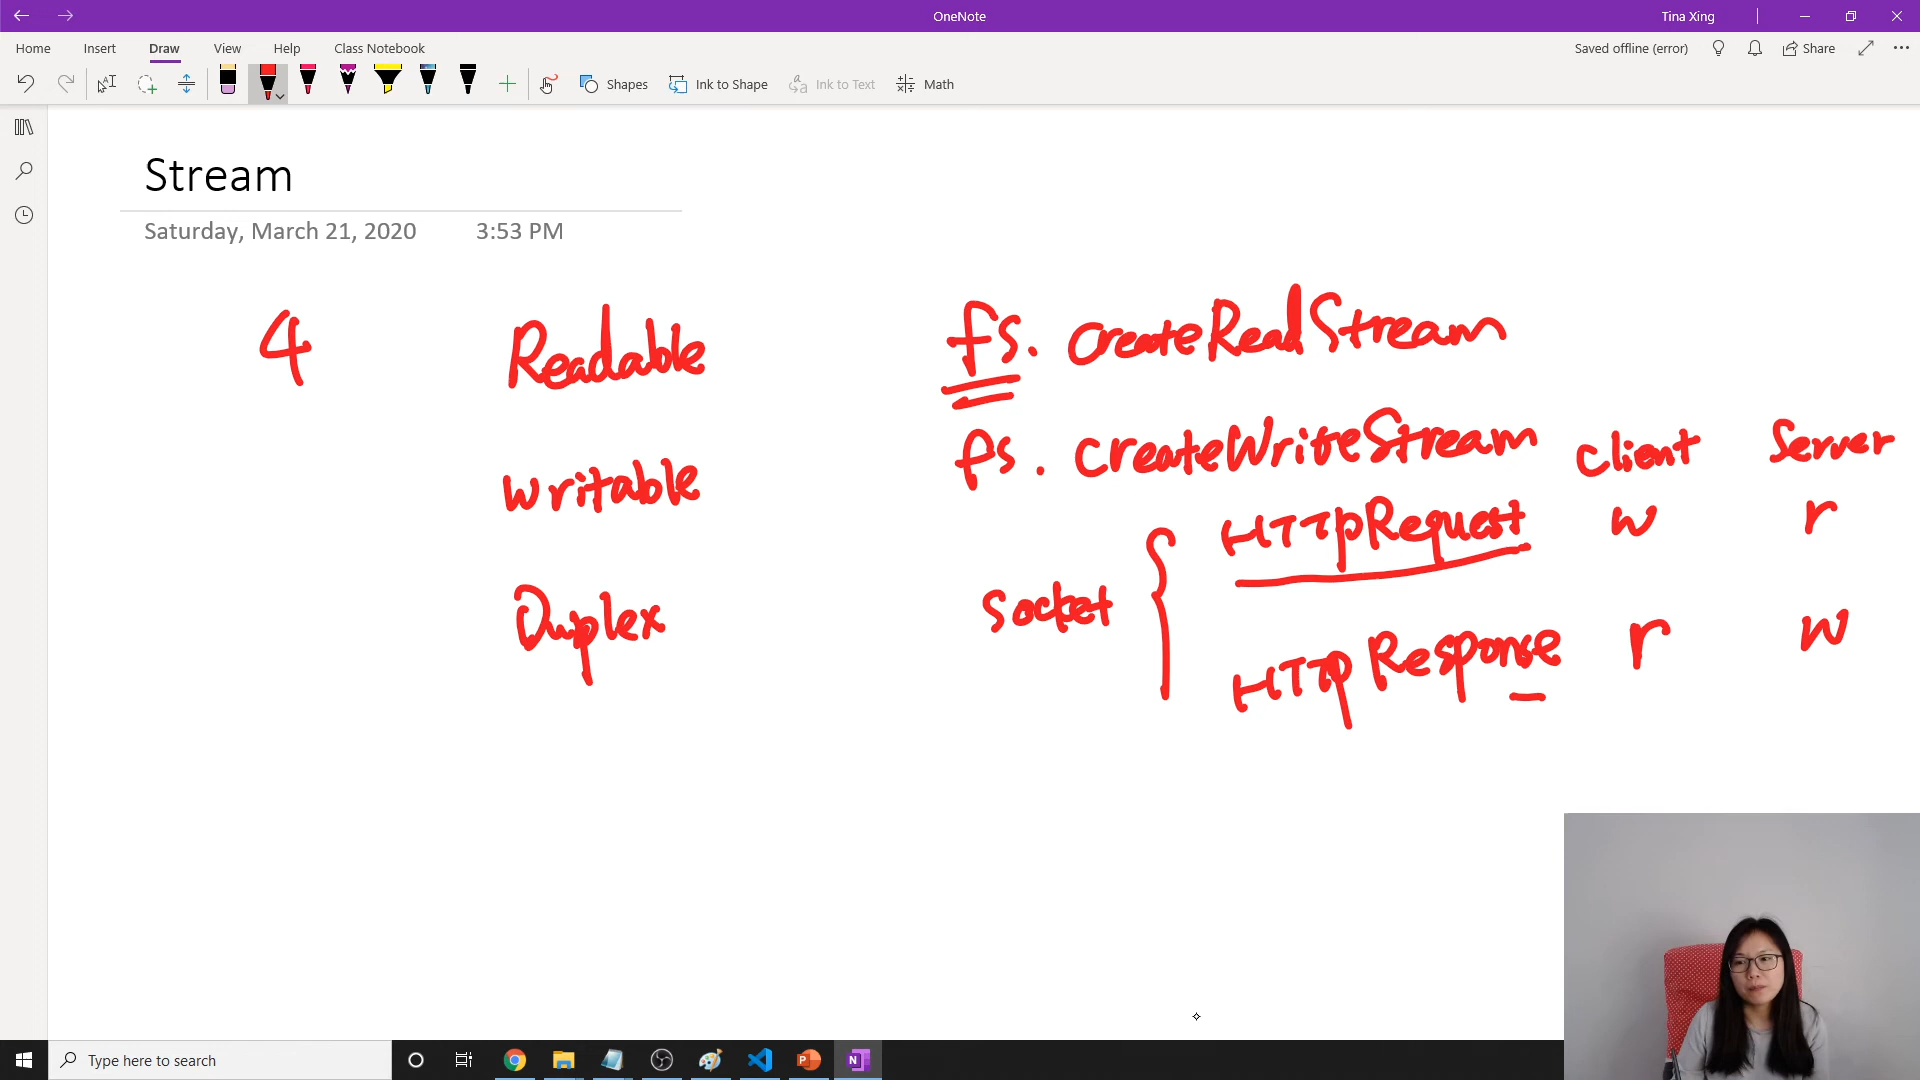 OneNote
Tina Xing
Home Insert Draw View Help Class Notebook
Saved offline (error) Share
Shapes Ink to Shape Ink to Text Math
Stream
Saturday, March 21, 2020 3:53 PM
4 Readable fs. createReadStream
writable fs. createWriteStream client Server
HTTpRequest w r
Duplex Socket
HTTpResponse r w
Type here to search